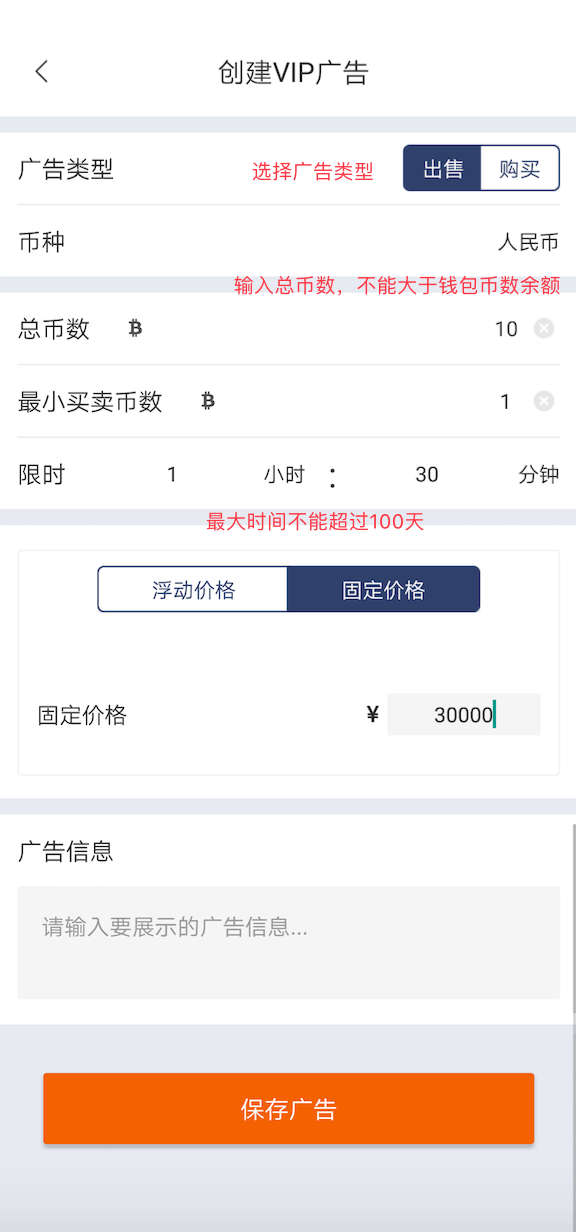 创建VIP广告
广告类型 选择广告类型 出售 购买
币种 人民币
输入总币数，不能大于钱包币数余额
总币数 ₿ 10
最小买卖币数 ₿ 1
限时 1 小时 : 30 分钟
最大时间不能超过100天
浮动价格 固定价格
固定价格 ¥ 30000
广告信息
请输入要展示的广告信息...
保存广告